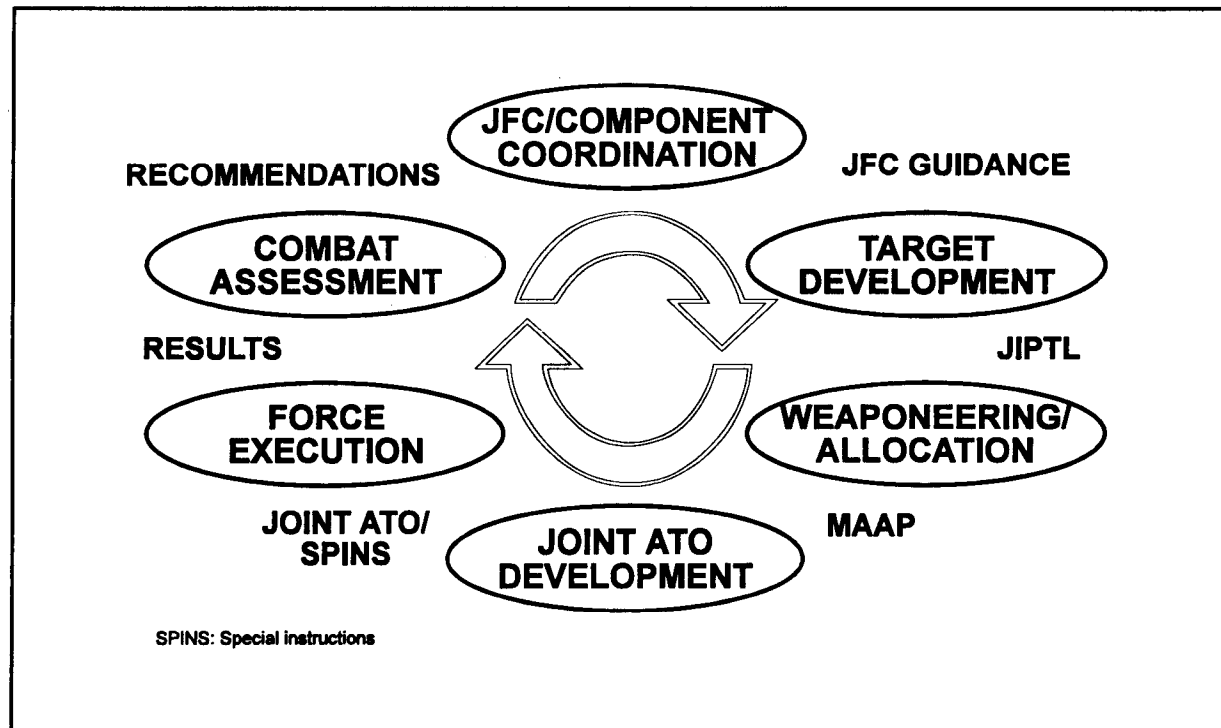 JFC/COMPONENT
COORDINATION
RECOMMENDATIONS
JFC GUIDANCE
COMBAT
ASSESSMENT
TARGET
DEVELOPMENT
RESULTS
JIPTL
FORCE
EXECUTION
WEAPONEERING/
ALLOCATION
JOINT ATO/
SPINS
MAAP
JOINT ATO
DEVELOPMENT
SPINS: Special instructions